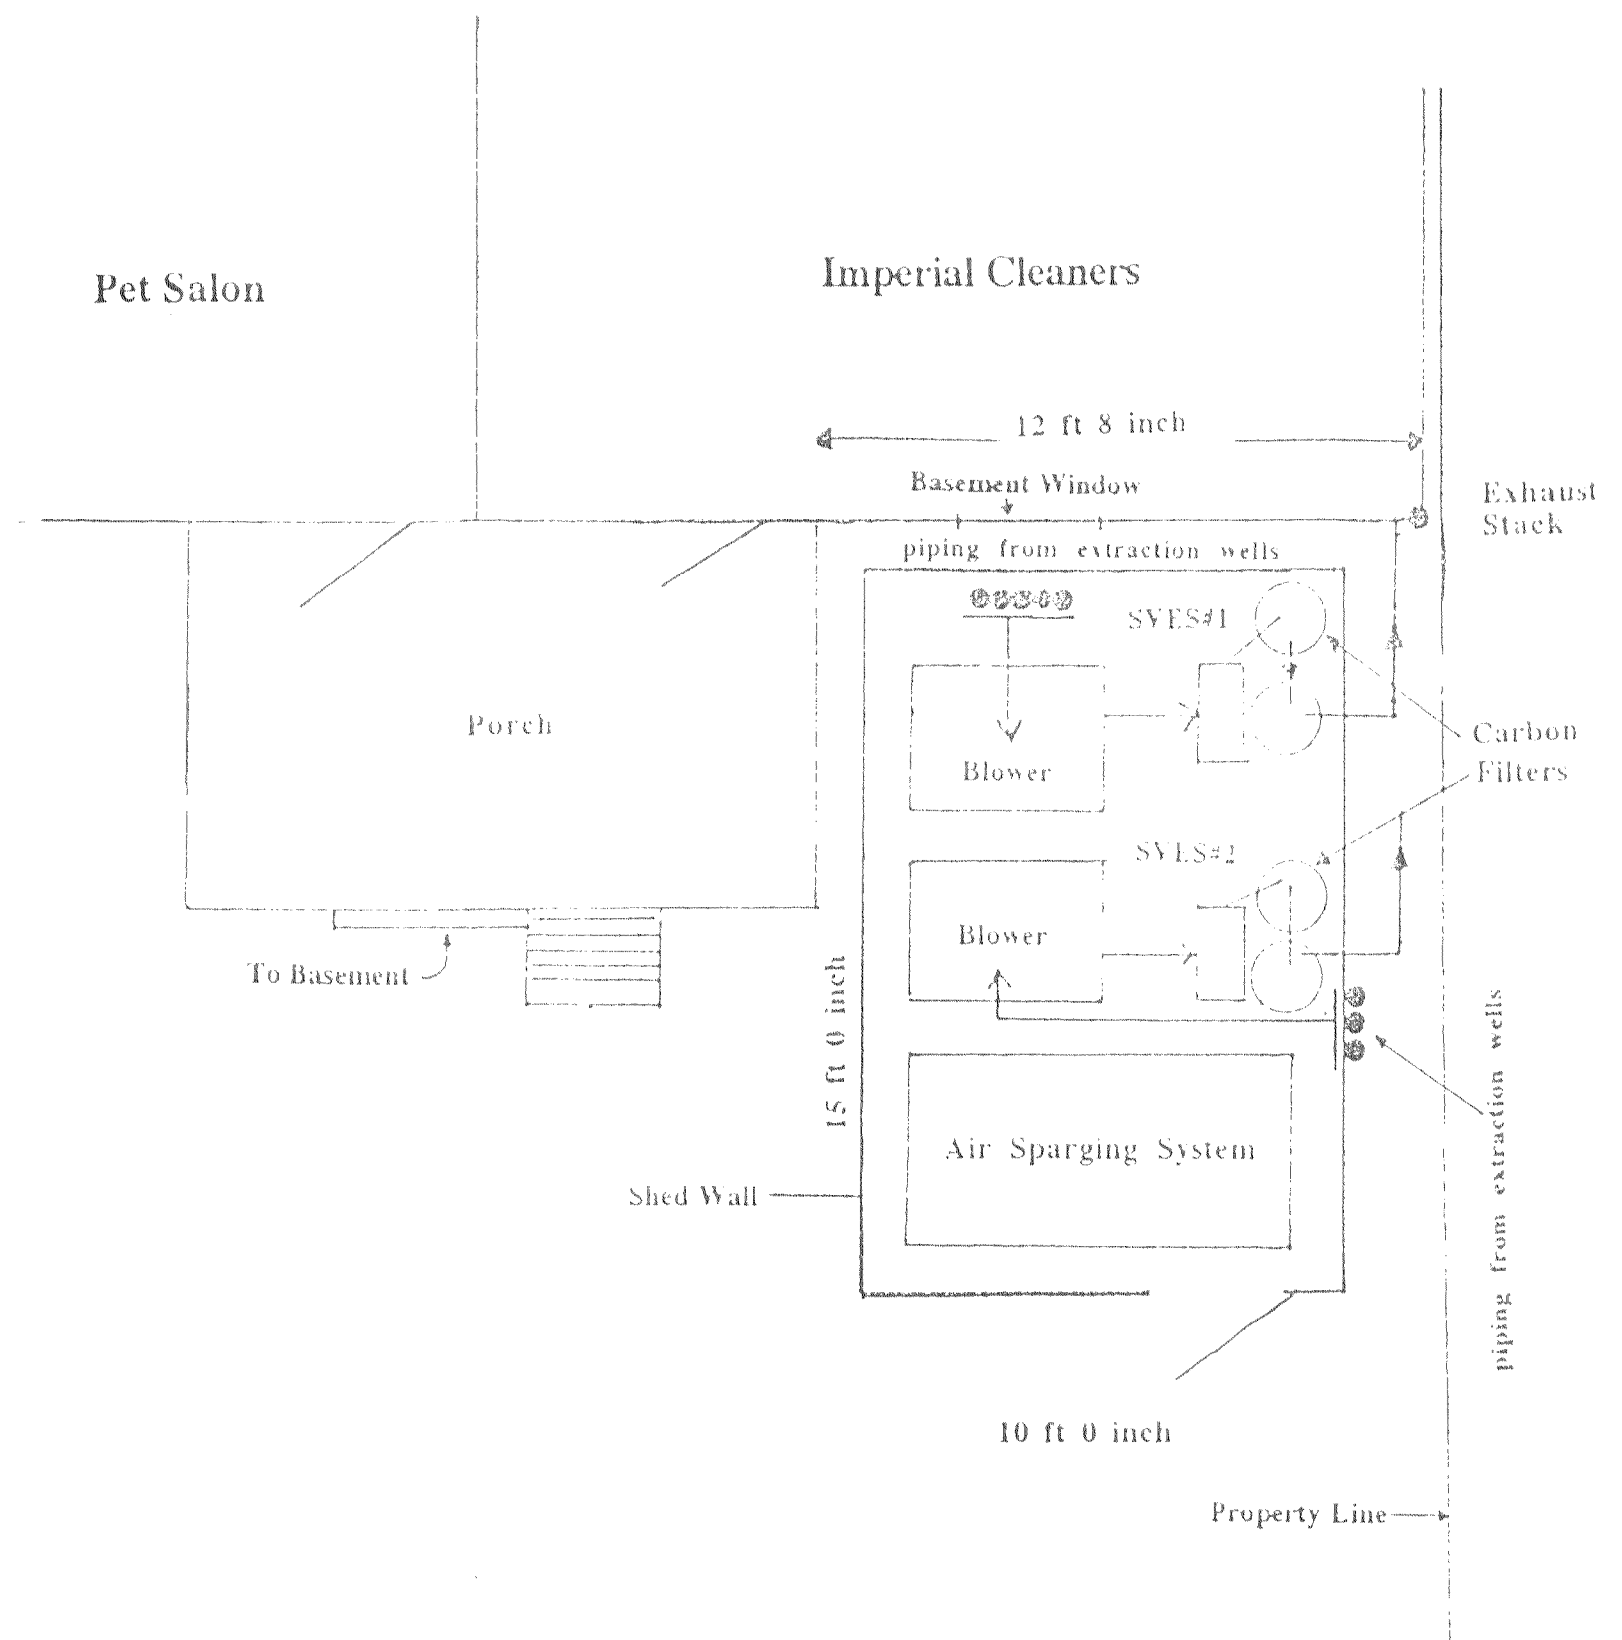 Pet Salon
Imperial Cleaners
12 ft 8 inch
Basement Window
Exhaust
Stack
piping from extraction wells
SVES#1
Porch
Carbon
Filters
Blower
SVES#2
Blower
To Basement
15 ft 0 inch
piping from extraction wells
Air Sparging System
Shed Wall
10 ft 0 inch
Property Line